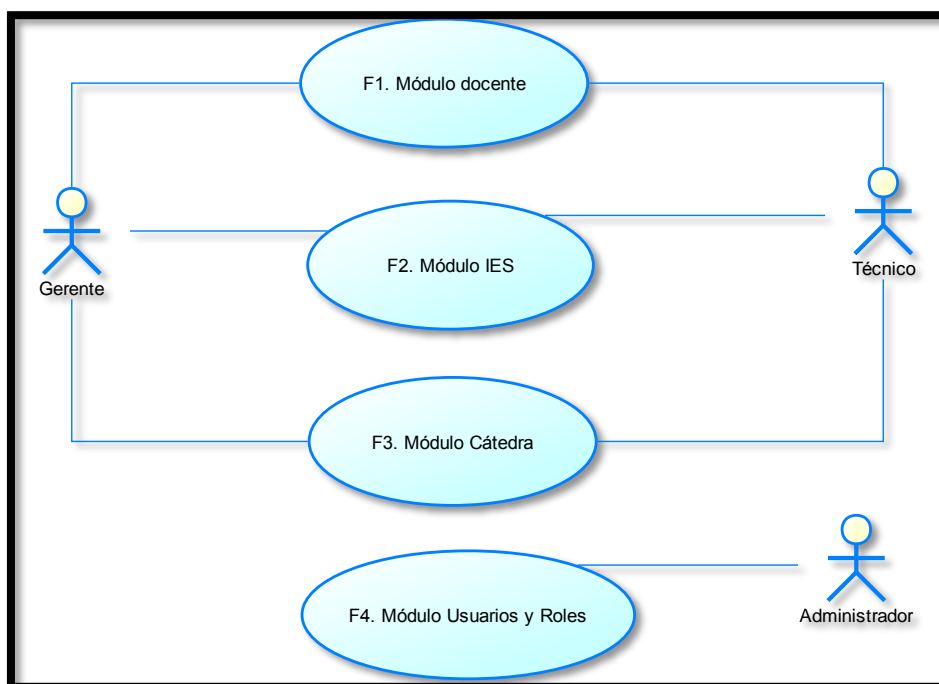 F1. Módulo docente
F2. Módulo IES
Gerente
Técnico
F3. Módulo Cátedra
F4. Módulo Usuarios y Roles
Administrador